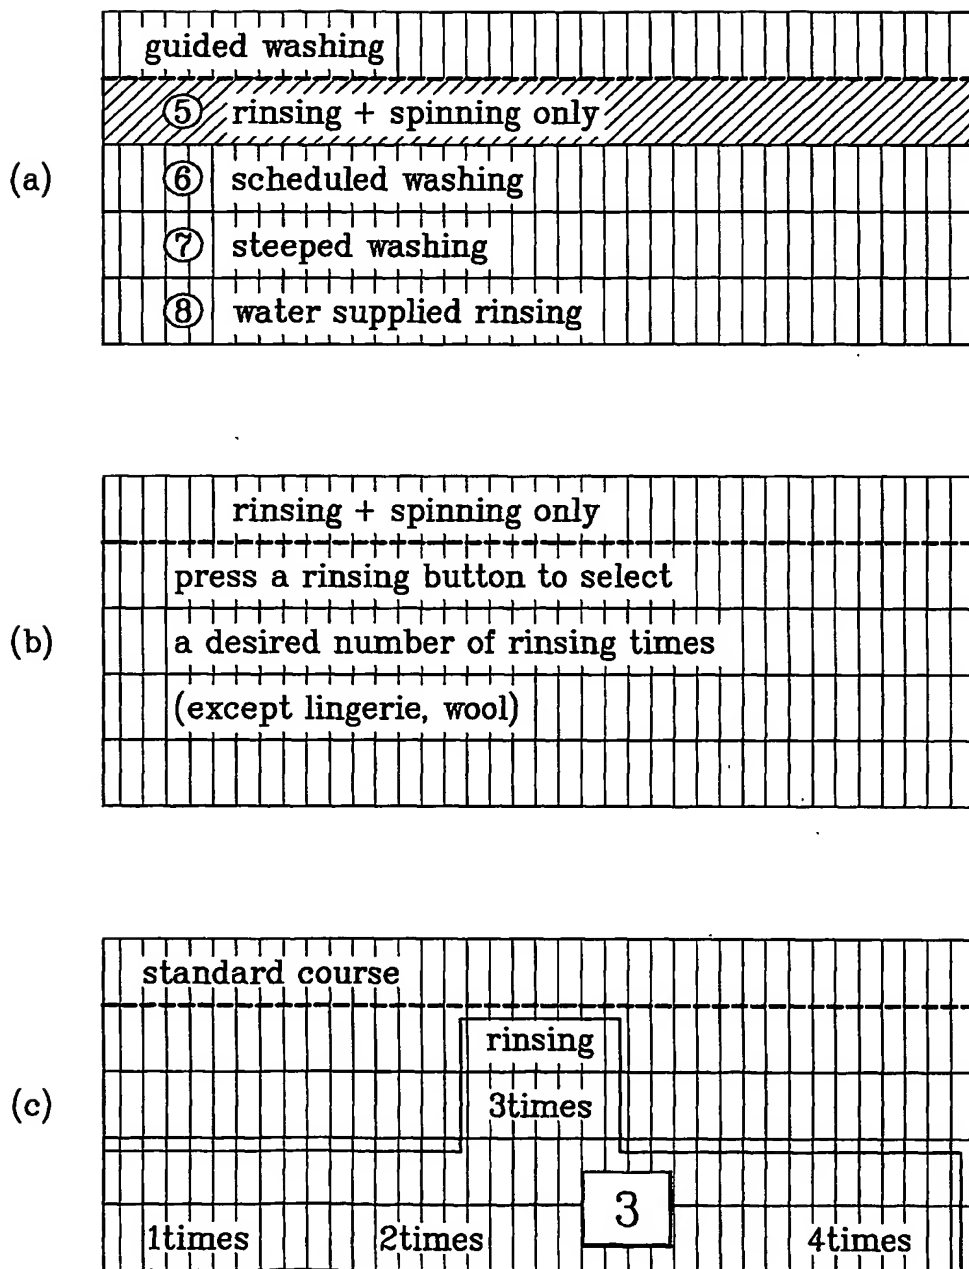 guided washing
⑤ rinsing + spinning only
(a)
⑥ scheduled washing
⑦ steeped washing
⑧ water supplied rinsing
rinsing + spinning only
press a rinsing button to select
(b)
a desired number of rinsing times
(except lingerie, wool)
standard course
rinsing
(c)
3times
3
1times 2times 4times